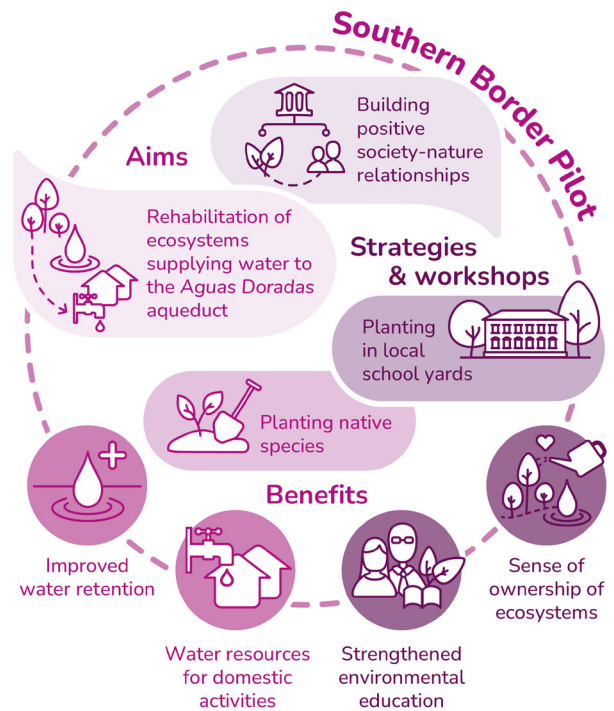 Southern Border Pilot
Aims
Building
positive
society-nature
relationships
Rehabilitation of
ecosystems
supplying water to
the Aguas Doradas
aqueduct
Strategies
& workshops
Planting
in local
school yards
Planting native
species
Benefits
Improved
water retention
Water resources
for domestic
activities
Strengthened
environmental
education
Sense of
ownership of
ecosystems